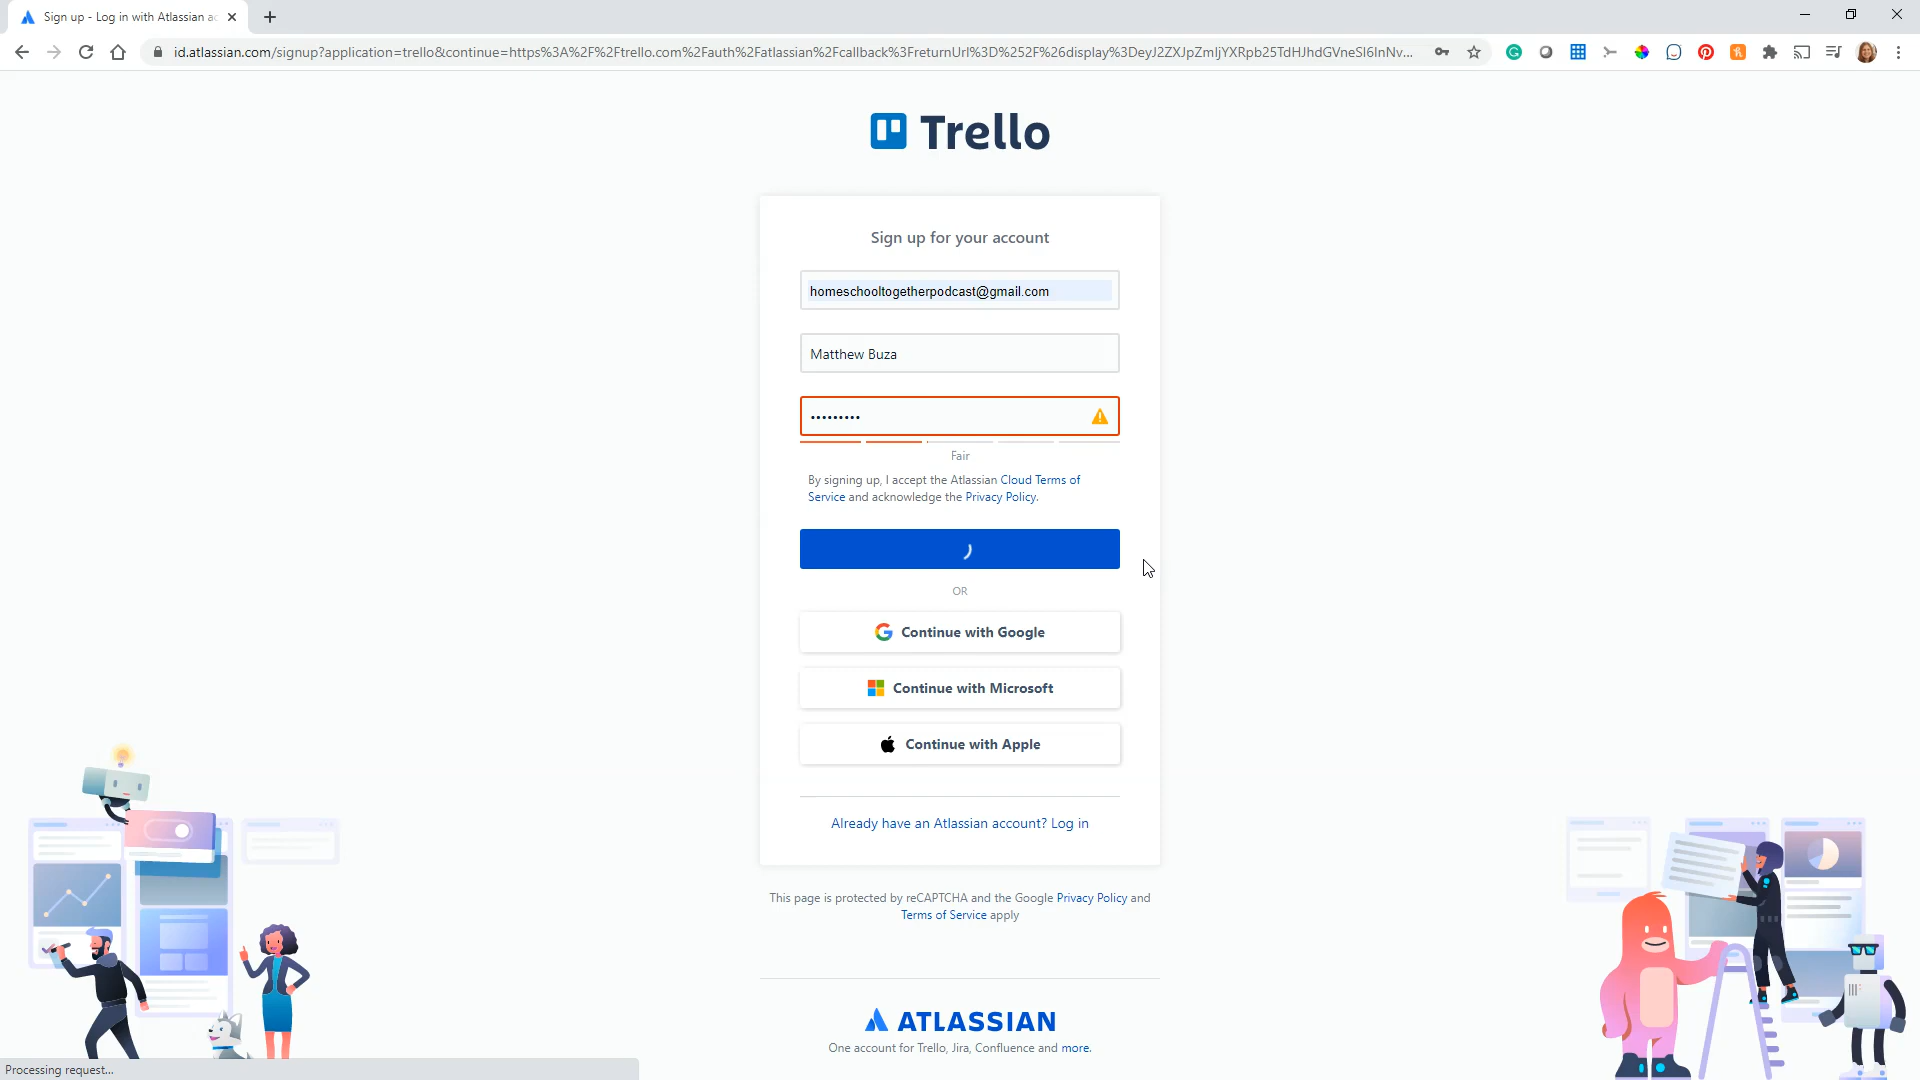 Sign up - Log in with Atlassian ac
id.atlassian.com/signup?application=trello&continue=https%3A%2F%2Ftrello.com%2Fauth%2Fatlassian%2Fcallback%3FreturnUrl%3D%252F%26display%3DeyJ2ZXJpZmljYXRpb25TdHJhdGVneSI6InNv...
Trello
Sign up for your account
homeschooltogetherpodcast@gmail.com
Matthew Buza
•••••••••
Fair
By signing up, I accept the Atlassian Cloud Terms of
Service and acknowledge the Privacy Policy.
OR
Continue with Google
Continue with Microsoft
Continue with Apple
Already have an Atlassian account? Log in
This page is protected by reCAPTCHA and the Google Privacy Policy and
Terms of Service apply
ATLASSIAN
One account for Trello, Jira, Confluence and more.
Processing request...